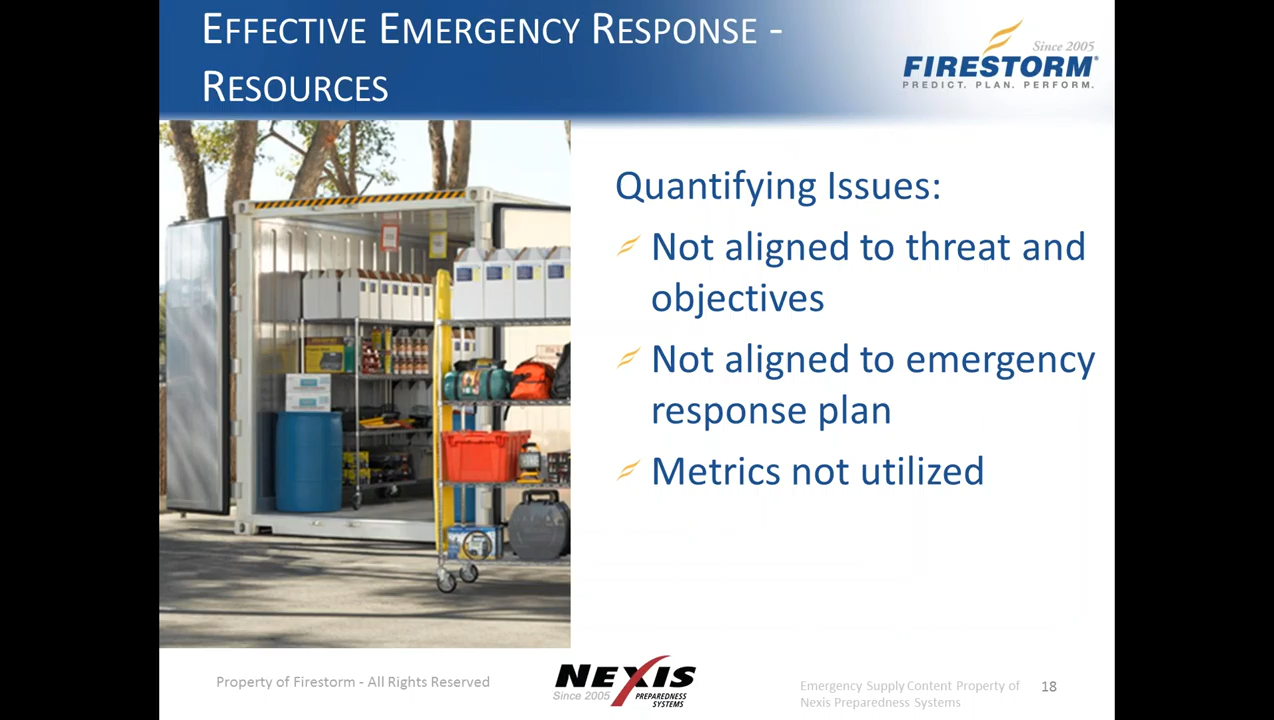 EFFECTIVE EMERGENCY RESPONSE -
RESOURCES
Since 2005
FIRESTORM®
PREDICT. PLAN. PERFORM.
Quantifying Issues:
Not aligned to threat and
objectives
Not aligned to emergency
response plan
Metrics not utilized
Property of Firestorm - All Rights Reserved
NEXIS
Since 2005
PREPAREDNESS
SYSTEMS
Emergency Supply Content Property of
Nexis Preparedness Systems
18